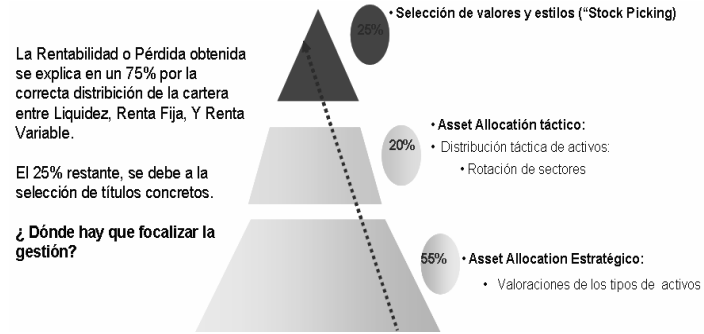 La Rentabilidad o Pérdida obtenida
se explica en un 75% por la
correcta distribición de la cartera
entre Liquidez, Renta Fija, Y Renta
Variable.
El 25% restante, se debe a la
selección de títulos concretos.
¿ Dónde hay que focalizar la
gestión?
25%
• Selección de valores y estilos (“Stock Picking)
20%
• Asset Allocatión táctico:
• Distribución táctica de activos:
• Rotación de sectores
55%
• Asset Allocation Estratégico:
• Valoraciones de los tipos de activos